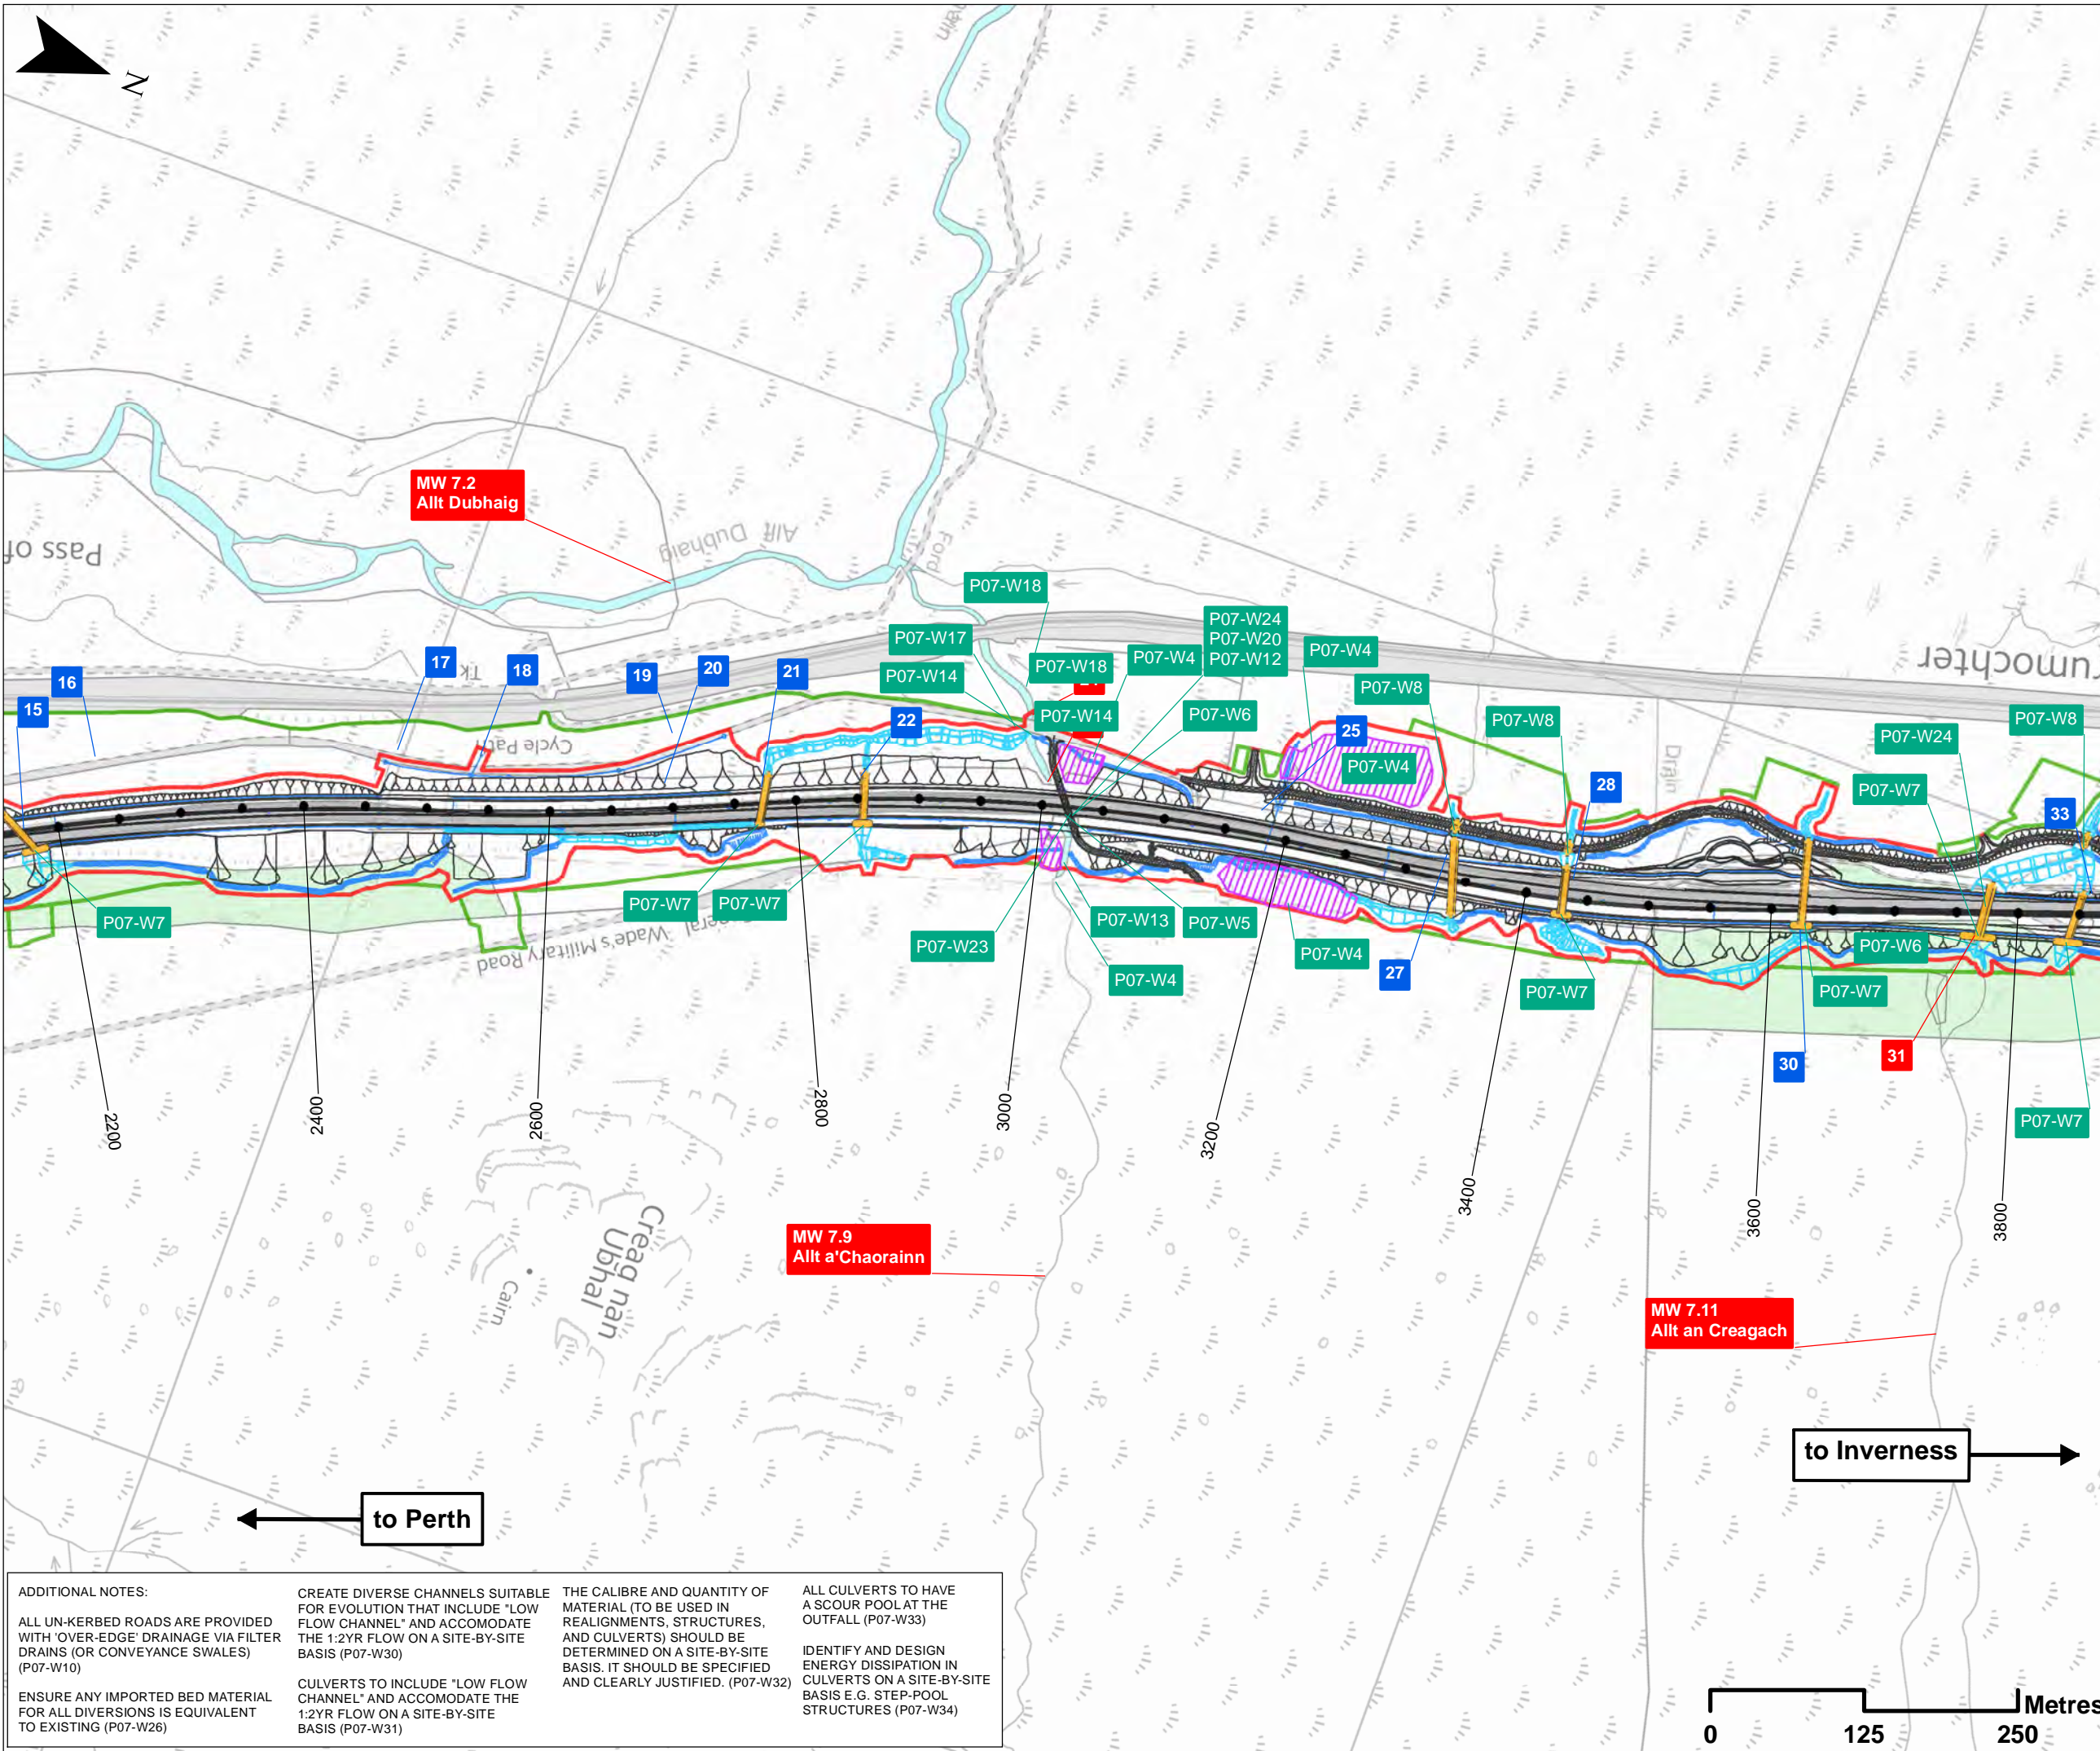 N
Pass of
MW 7.2
Allt Dubhaig
Allt Dubhaig
Ford
Tk
P07-W18
P07-W17
P07-W14
P07-W18
P07-W4
P07-W24
P07-W20
P07-W12
P07-W4
P07-W14
P07-W6
P07-W8
P07-W8
P07-W4
P07-W24
P07-W7
P07-W8
umochter
15
16
17
18
19
20
21
22
25
28
33
Cycle Path
Drain
P07-W7
P07-W7
P07-W7
General Wade's Military Road
P07-W23
P07-W13
P07-W5
P07-W4
P07-W4
27
P07-W7
P07-W6
P07-W7
30
31
P07-W7
2200
2400
2600
2800
3000
3200
3400
3600
3800
Creag nan
Ubhal
Cairn
MW 7.9
Allt a'Chaorainn
MW 7.11
Allt an Creagach
to Inverness
to Perth
ADDITIONAL NOTES:
ALL UN-KERBED ROADS ARE PROVIDED
WITH 'OVER-EDGE' DRAINAGE VIA FILTER
DRAINS (OR CONVEYANCE SWALES)
(P07-W10)
ENSURE ANY IMPORTED BED MATERIAL
FOR ALL DIVERSIONS IS EQUIVALENT
TO EXISTING (P07-W26)
CREATE DIVERSE CHANNELS SUITABLE
FOR EVOLUTION THAT INCLUDE "LOW
FLOW CHANNEL" AND ACCOMODATE
THE 1:2YR FLOW ON A SITE-BY-SITE
BASIS (P07-W30)
CULVERTS TO INCLUDE "LOW FLOW
CHANNEL" AND ACCOMODATE THE
1:2YR FLOW ON A SITE-BY-SITE
BASIS (P07-W31)
THE CALIBRE AND QUANTITY OF
MATERIAL (TO BE USED IN
REALIGNMENTS, STRUCTURES,
AND CULVERTS) SHOULD BE
DETERMINED ON A SITE-BY-SITE
BASIS. IT SHOULD BE SPECIFIED
AND CLEARLY JUSTIFIED. (P07-W32)
ALL CULVERTS TO HAVE
A SCOUR POOL AT THE
OUTFALL (P07-W33)
IDENTIFY AND DESIGN
ENERGY DISSIPATION IN
CULVERTS ON A SITE-BY-SITE
BASIS E.G. STEP-POOL
STRUCTURES (P07-W34)
Metres
0 125 250